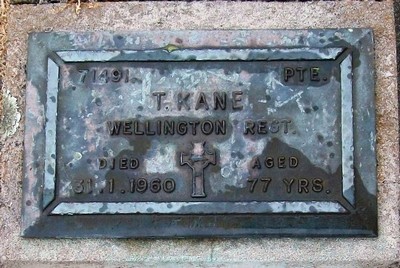 71491. PTE.
T. KANE
WELLINGTON REGT.
DIED AGED
31.1.1960 77 YRS.